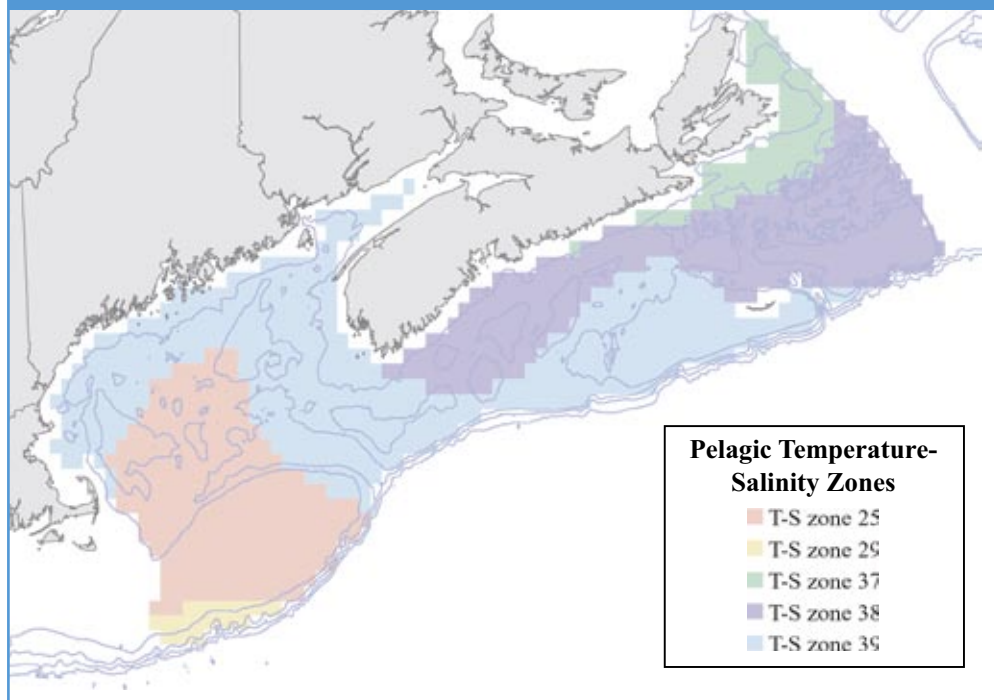 Pelagic Temperature-
Salinity Zones
T-S zone 25
T-S zone 29
T-S zone 37
T-S zone 38
T-S zone 39